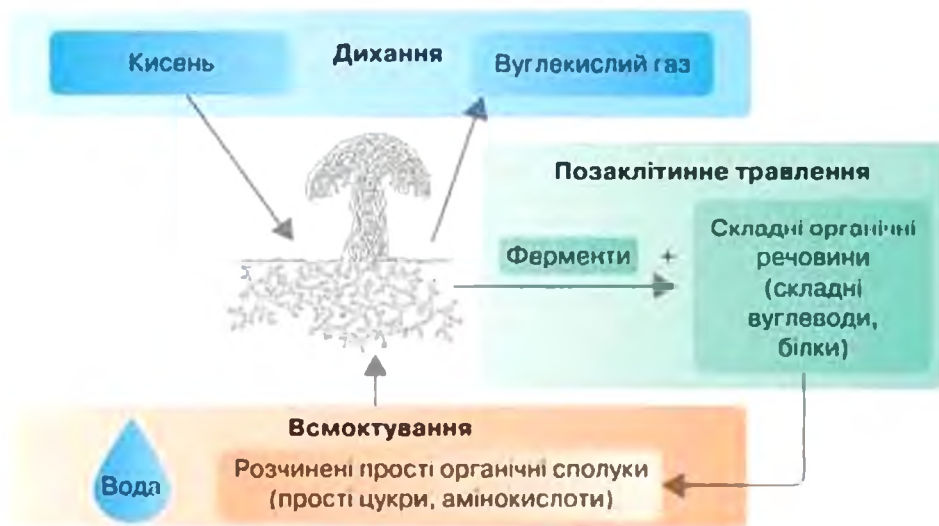 Дихання
Кисень
Вуглекислий газ
Позаклітинне травлення
Ферменти
+
Складні органічні
речовини
(складні
вуглеводи,
білки)
Всмоктування
Вода
Розчинені прості органічні сполуки
(прості цукри, амінокислоти)